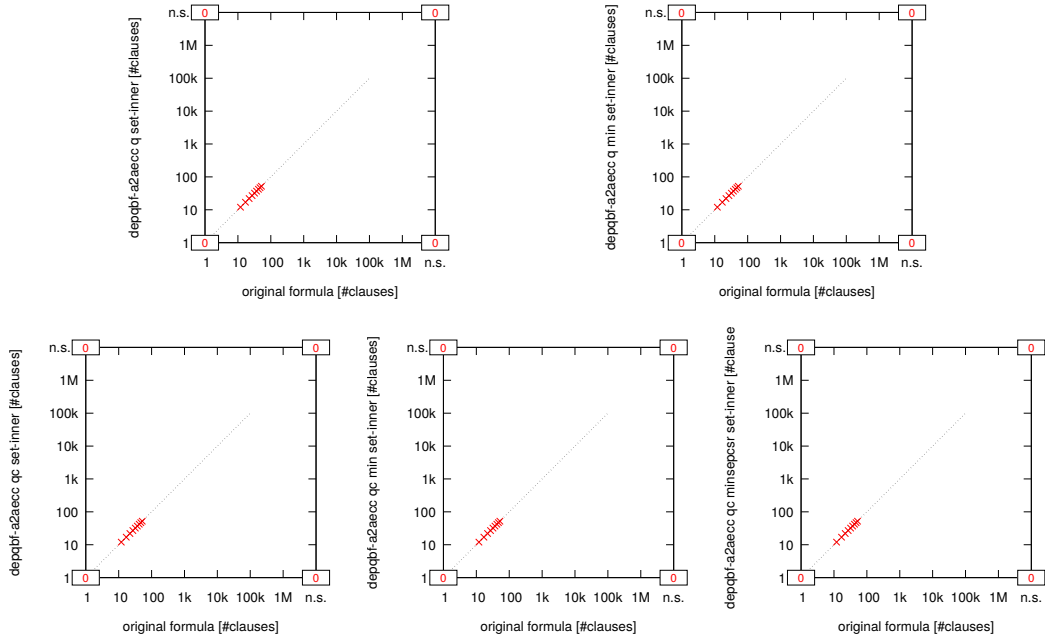 n.s. 0 0
1M
100k
10k
1k
100
10
1 0 0
1 10 100 1k 10k 100k 1M n.s.
original formula [#clauses]
depqbf-a2aecc q set-inner [#clauses]
n.s. 0 0
1M
100k
10k
1k
100
10
1 0 0
1 10 100 1k 10k 100k 1M n.s.
original formula [#clauses]
depqbf-a2aecc q min set-inner [#clauses]
n.s. 0 0
1M
100k
10k
1k
100
10
1 0 0
1 10 100 1k 10k 100k 1M n.s.
original formula [#clauses]
depqbf-a2aecc qc set-inner [#clauses]
n.s. 0 0
1M
100k
10k
1k
100
10
1 0 0
1 10 100 1k 10k 100k 1M n.s.
original formula [#clauses]
depqbf-a2aecc qc min set-inner [#clauses]
n.s. 0 0
1M
100k
10k
1k
100
10
1 0 0
1 10 100 1k 10k 100k 1M n.s.
original formula [#clauses]
depqbf-a2aecc qc minsepcsr set-inner [#clause